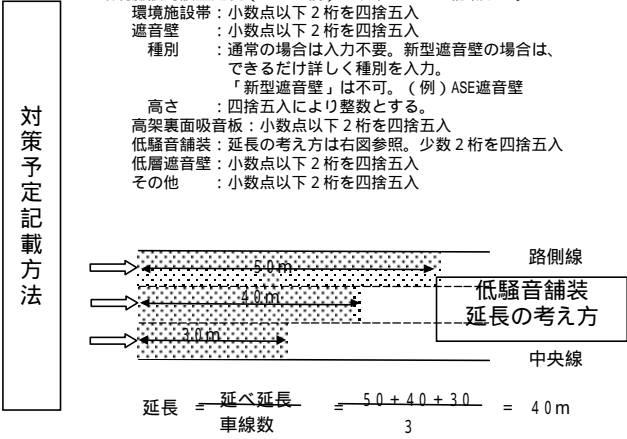 対策予定記載方法
環境施設帯：小数点以下２桁を四捨五入
遮音壁　　：小数点以下２桁を四捨五入
種別　　：通常の場合は入力不要。新型遮音壁の場合は、
できるだけ詳しく種別を入力。
「新型遮音壁」は不可。（例）ASE遮音壁
高さ　　：四捨五入により整数とする。
高架裏面吸音板：小数点以下２桁を四捨五入
低騒音舗装：延長の考え方は右図参照。少数２桁を四捨五入
低層遮音壁：小数点以下２桁を四捨五入
その他　　：小数点以下２桁を四捨五入
路側線
50m
40m
低騒音舗装
延長の考え方
30m
中央線
延長 = 延べ延長 = 50+40+30 = 40m
車線数 3